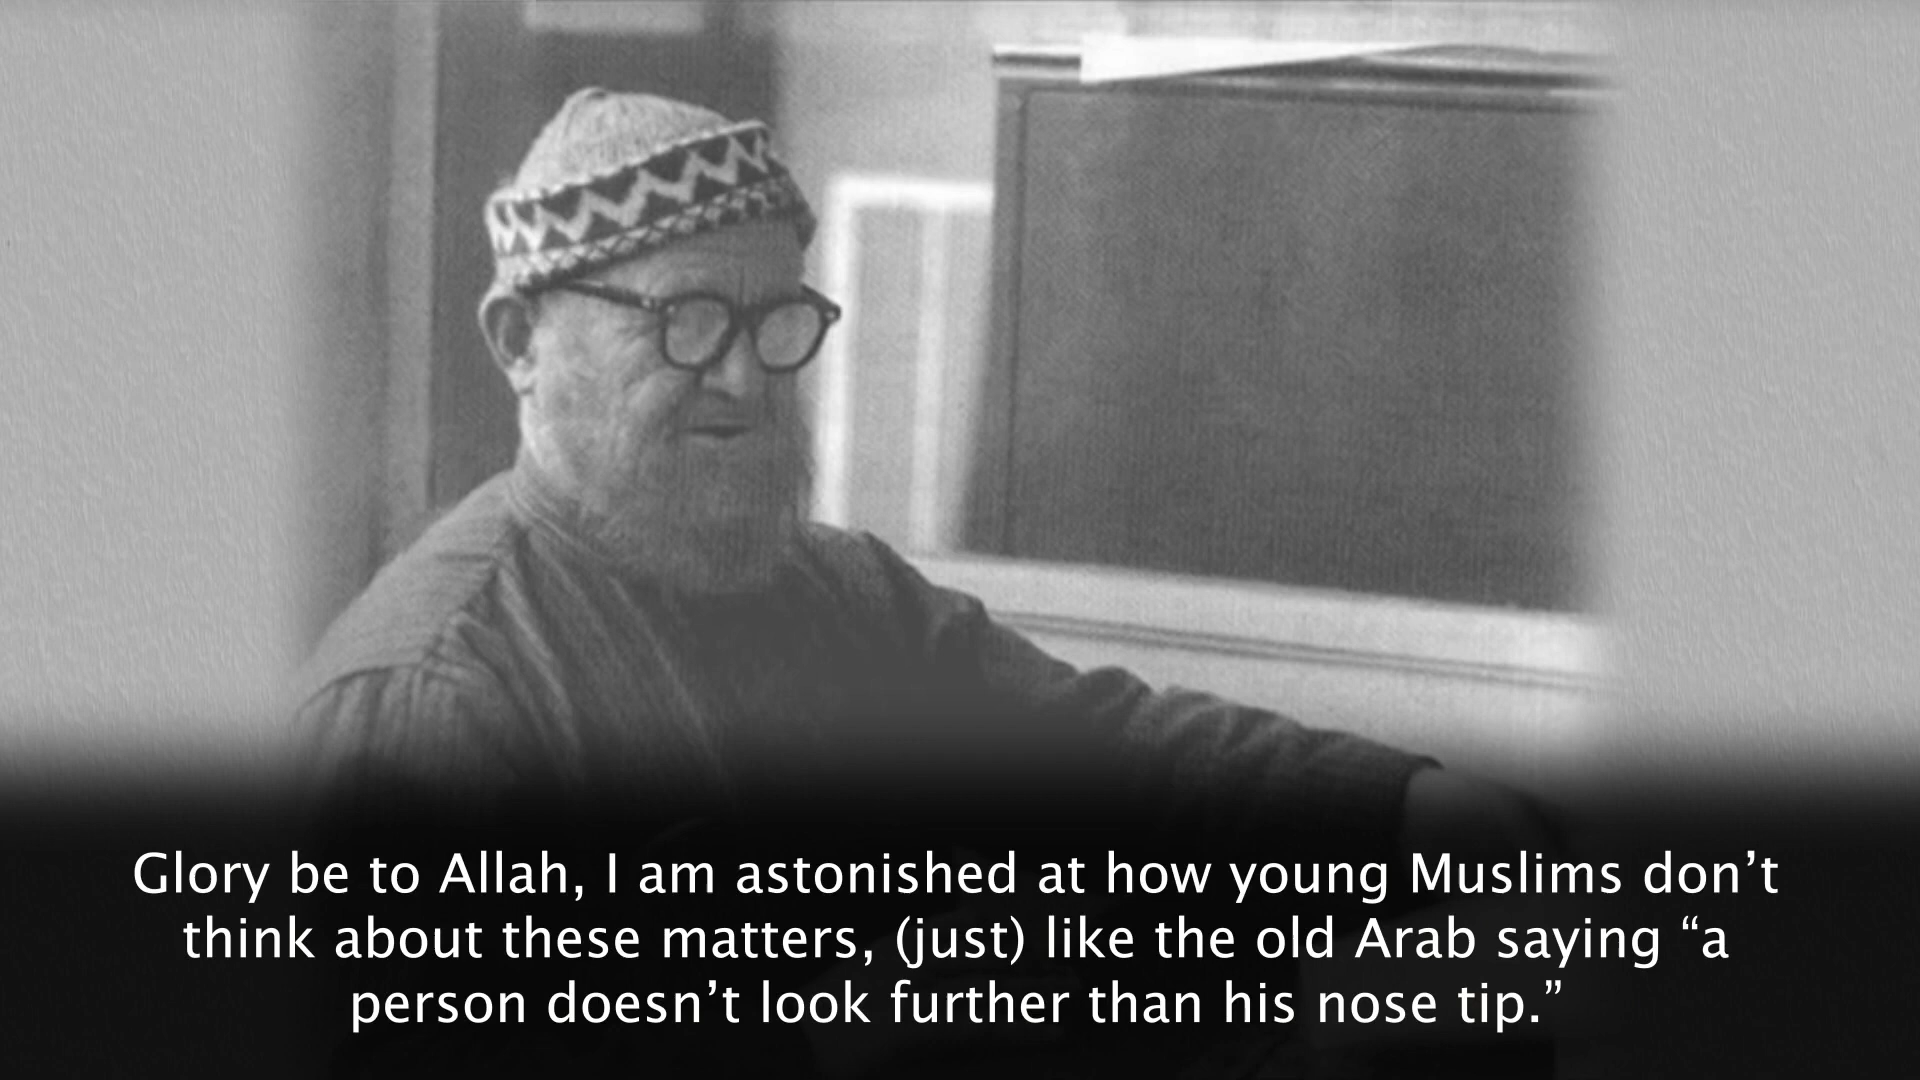 Glory be to Allah, I am astonished at how young Muslims don’t
think about these matters, (just) like the old Arab saying “a
person doesn’t look further than his nose tip.”